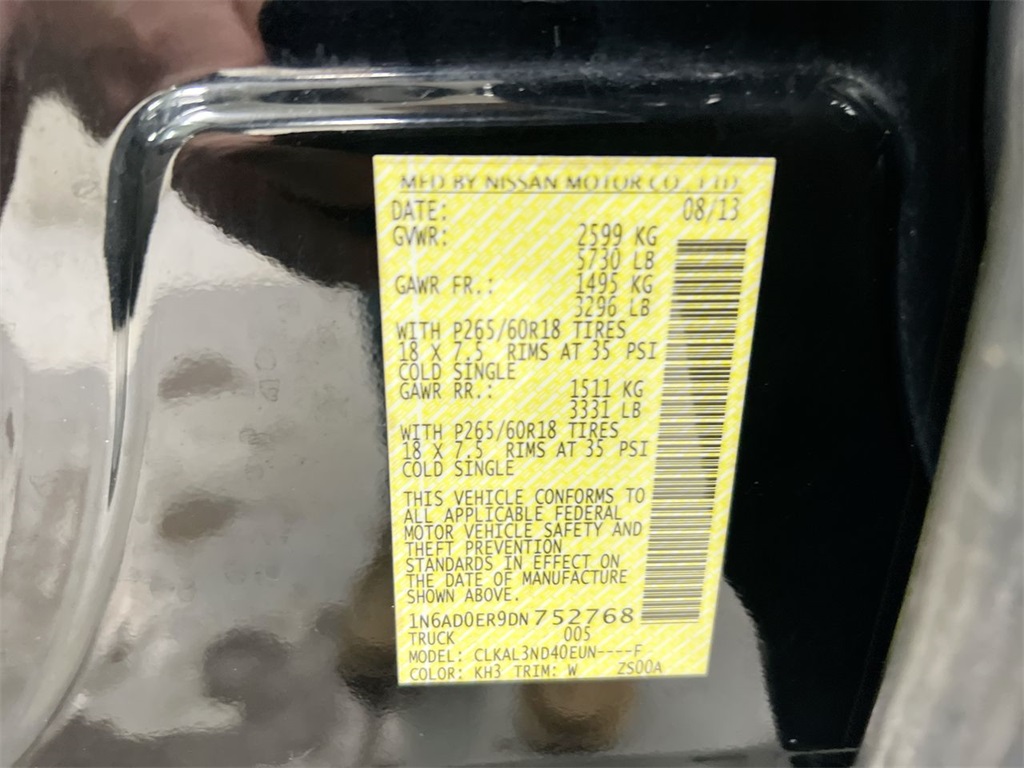 MFD BY NISSAN MOTOR CO., LTD.
DATE: 08/13
GVWR: 2599 KG
5730 LB
GAWR FR.: 1495 KG
3296 LB
WITH P265/60R18 TIRES
18 X 7.5 RIMS AT 35 PSI
COLD SINGLE
GAWR RR.: 1511 KG
3331 LB
WITH P265/60R18 TIRES
18 X 7.5 RIMS AT 35 PSI
COLD SINGLE
THIS VEHICLE CONFORMS TO
ALL APPLICABLE FEDERAL
MOTOR VEHICLE SAFETY AND
THEFT PREVENTION
STANDARDS IN EFFECT ON
THE DATE OF MANUFACTURE
SHOWN ABOVE.
1N6AD0ER9DN752768
TRUCK 005
MODEL: CLKAL3ND40EUN----F
COLOR: KH3 TRIM: W ZS00A